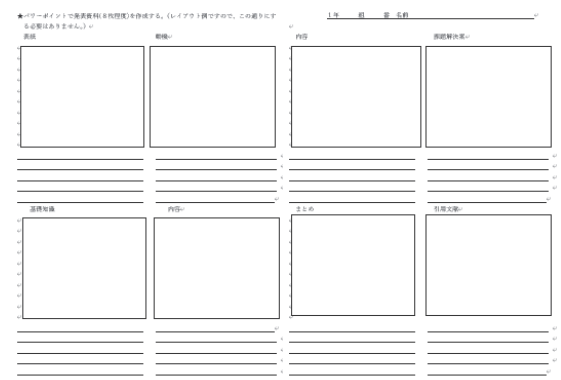 ★パワーポイントで発表資料(８枚程度)を作成する。（レイアウト例ですので、この通りにす
る必要はありません。）
１年　　組　　番　名前
表紙　動機　内容　課題解決案
基礎知識　内容　まとめ　引用文献